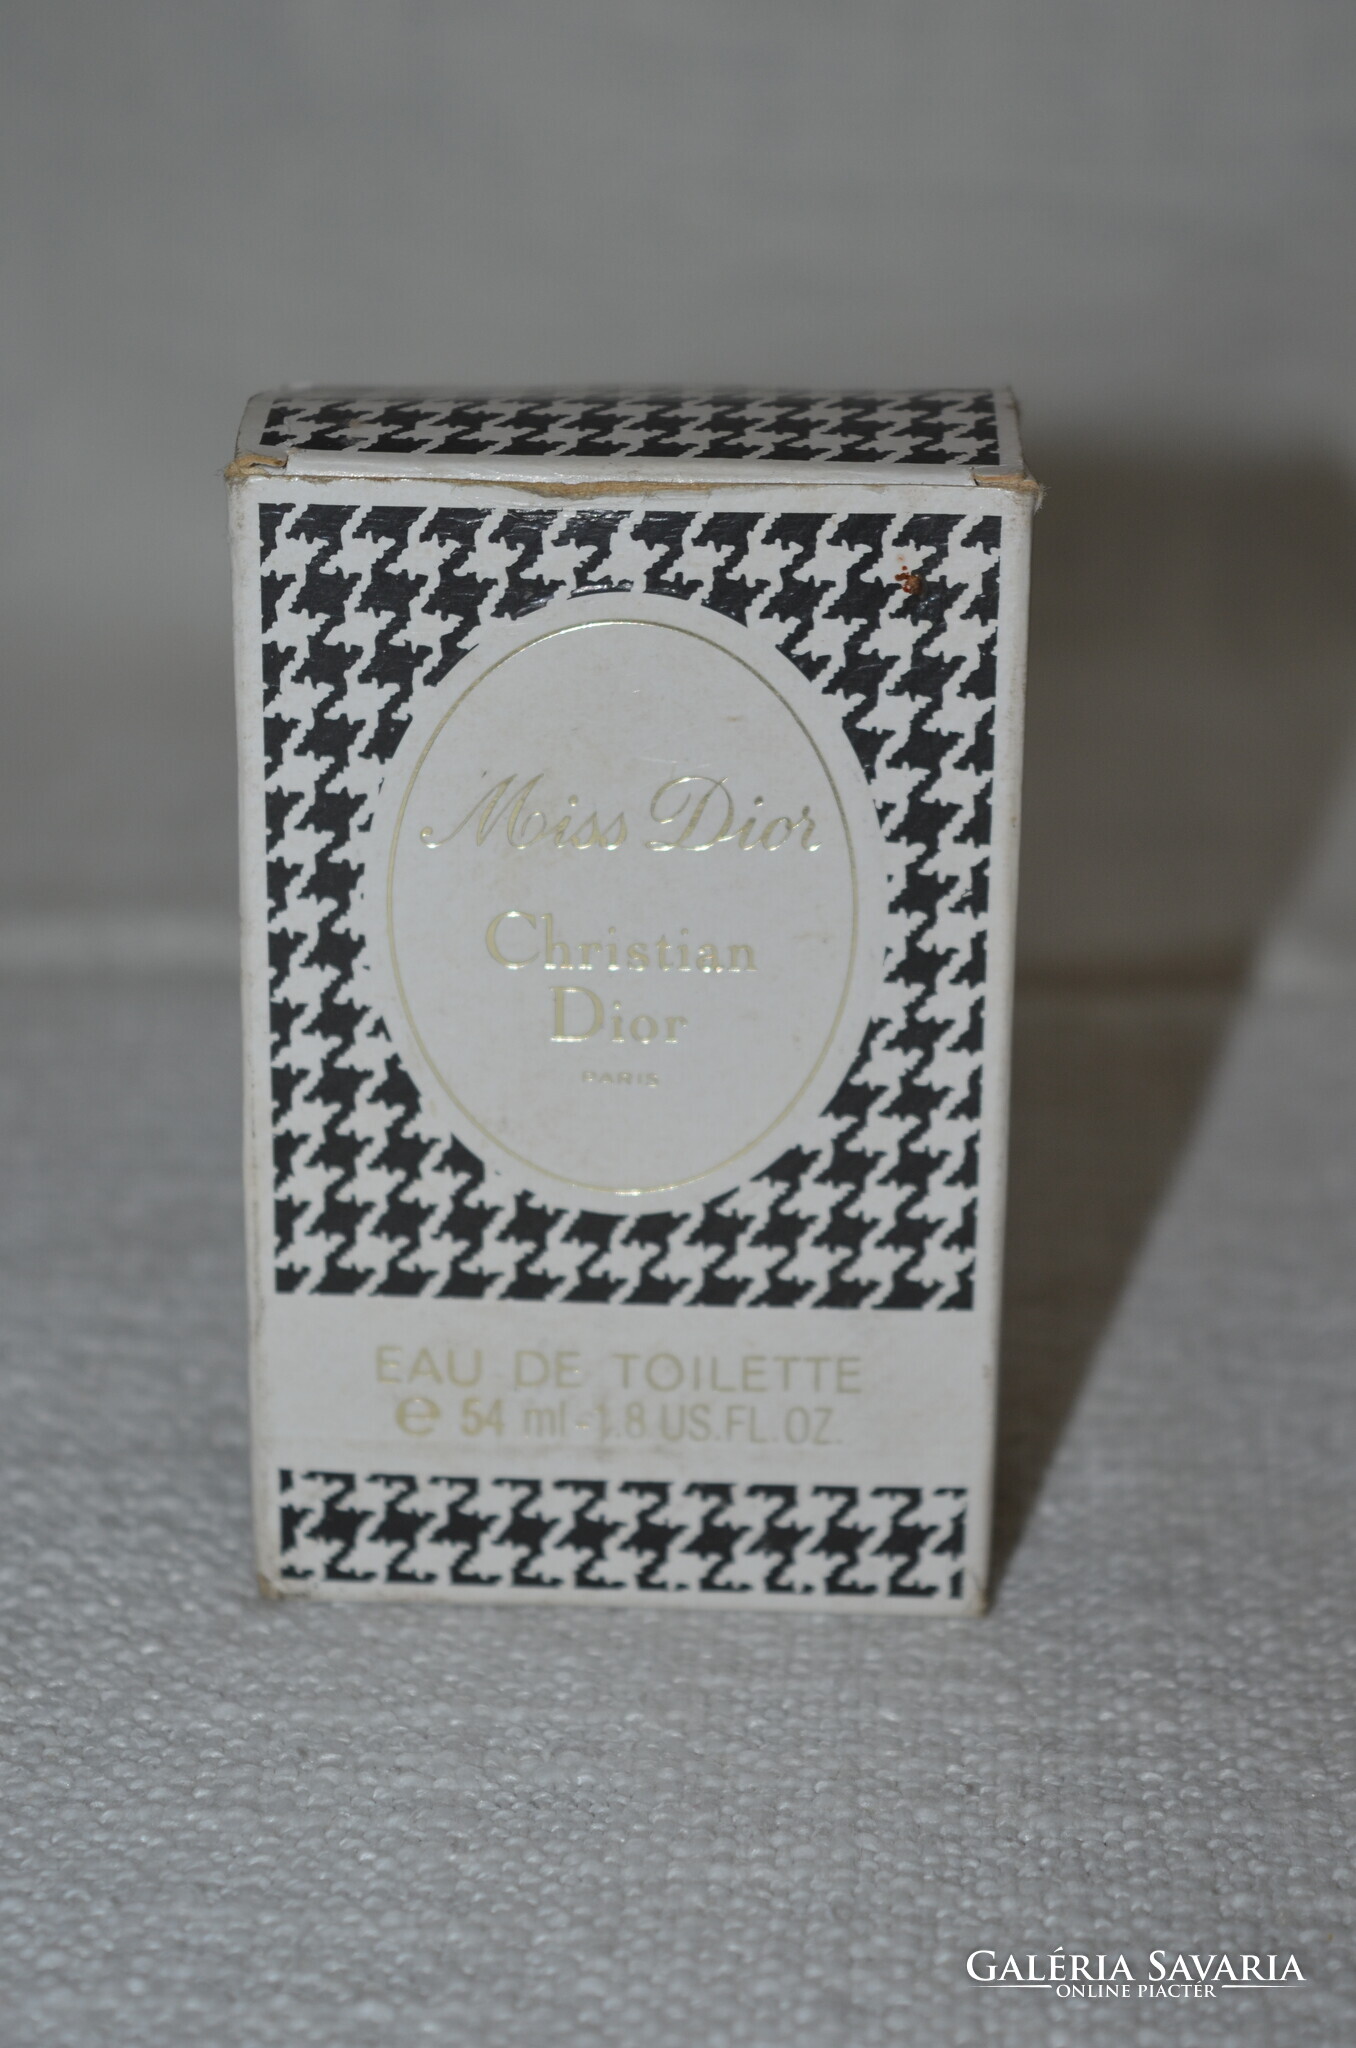 Miss Dior
Christian
Dior
PARIS
EAU DE TOILETTE
e 54 ml - 1.8 US.FL.OZ.
GALÉRIA SAVARIA
ONLINE PIACTÉR